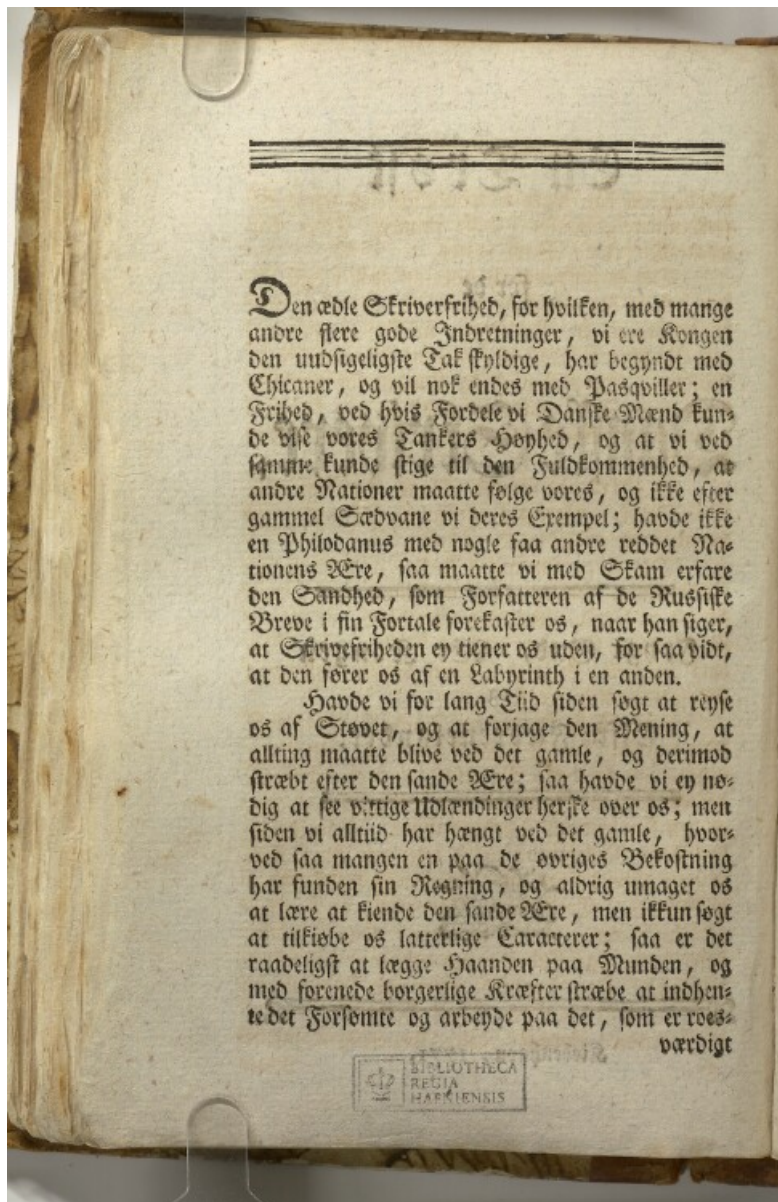 Den ædle Skriverfrihed, for hvilken, med mange
andre flere gode Indretninger, vi ere Kongen
den uudsigeligste Tak skyldige, har begyndt med
Chicaner, og vil nok endes med Pasqviller; en
Frihed, ved hvis Fordele vi Danske Mænd kun-
de vise vores Tankers Høyhed, og at vi ved
samme kunde stige til den Fuldkommenhed, at
andre Nationer maatte følge vores, og ikke efter
gammel Sædvane vi deres Exempel; havde ikke
en Philodanus med nogle faa andre reddet Na-
tionens Ære, saa maatte vi med Skam erfare
den Sandhed, som Forfatteren af de Russiske
Breve i sin Fortale forekaster os, naar han siger,
at Skrivefriheden ey tiener os uden, for saa vidt,
at den fører os af en Labyrinth i en anden.
Havde vi for lang Tiid siden søgt at reyse
os af Støvet, og at forjage den Mening, at
allting maatte blive ved det gamle, og derimod
stræbt efter den sande Ære; saa havde vi ey nø-
dig at see vittige Udlændinger herske over os; men
siden vi alltiid har hængt ved det gamle, hvor-
ved saa mangen en paa de øvriges Bekostning
har funden sin Regning, og aldrig umaget os
at lære at kiende den sande Ære, men ikkun søgt
at tilkiøbe os latterlige Caracterer; saa er det
raadeligst at lægge Haanden paa Munden, og
med forenede borgerlige Kræfter stræbe at indhen-
te det Forsømte og arbeyde paa det, som er roes-
værdigt
BIBLIOTHECA
REGIA
HAFNIENSIS